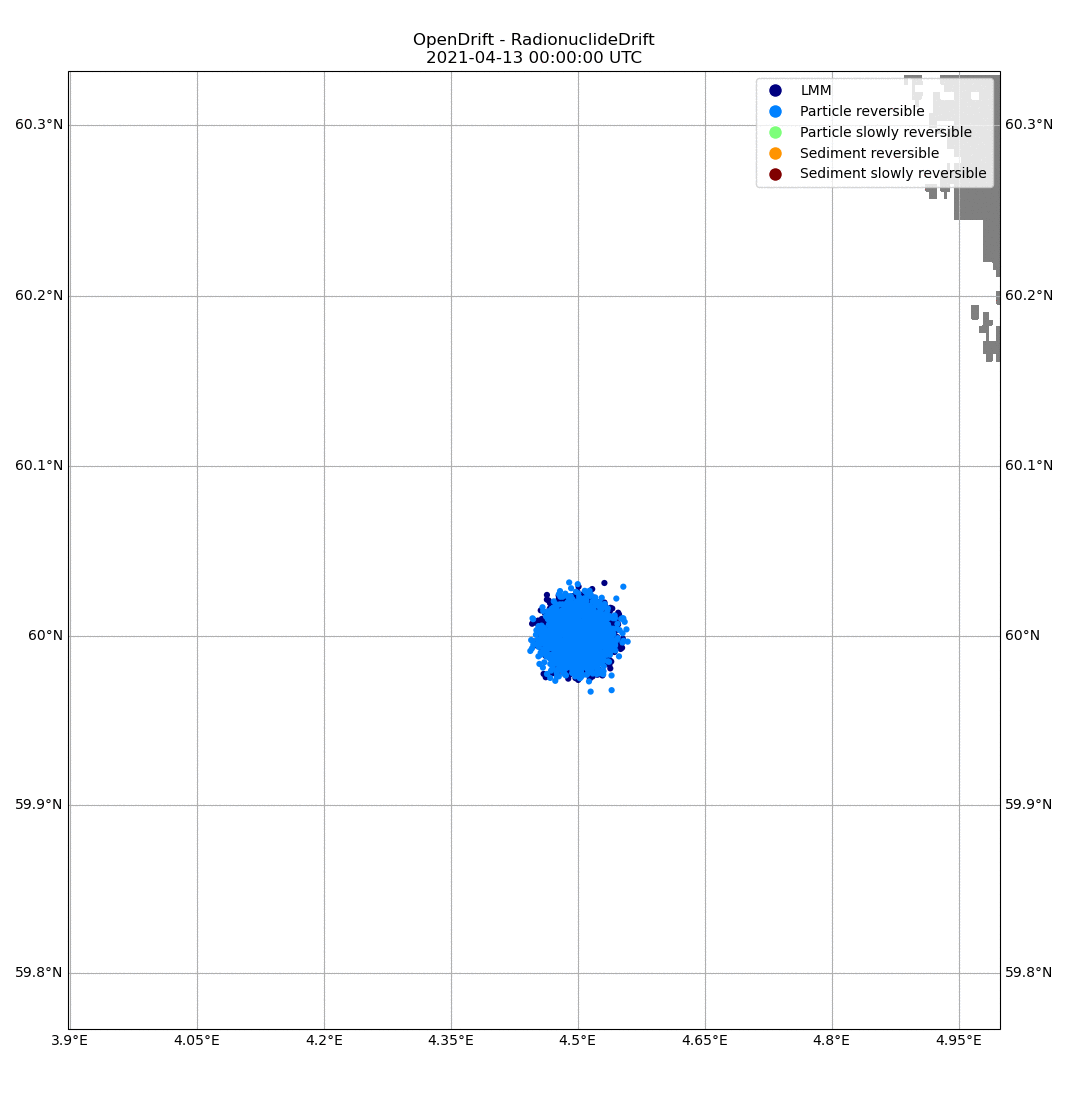 OpenDrift - RadionuclideDrift
2021-04-13 00:00:00 UTC
LMM
Particle reversible
Particle slowly reversible
Sediment reversible
Sediment slowly reversible
60.3°N 60.3°N
60.2°N 60.2°N
60.1°N 60.1°N
60°N 60°N
59.9°N 59.9°N
59.8°N 59.8°N
3.9°E 4.05°E 4.2°E 4.35°E 4.5°E 4.65°E 4.8°E 4.95°E